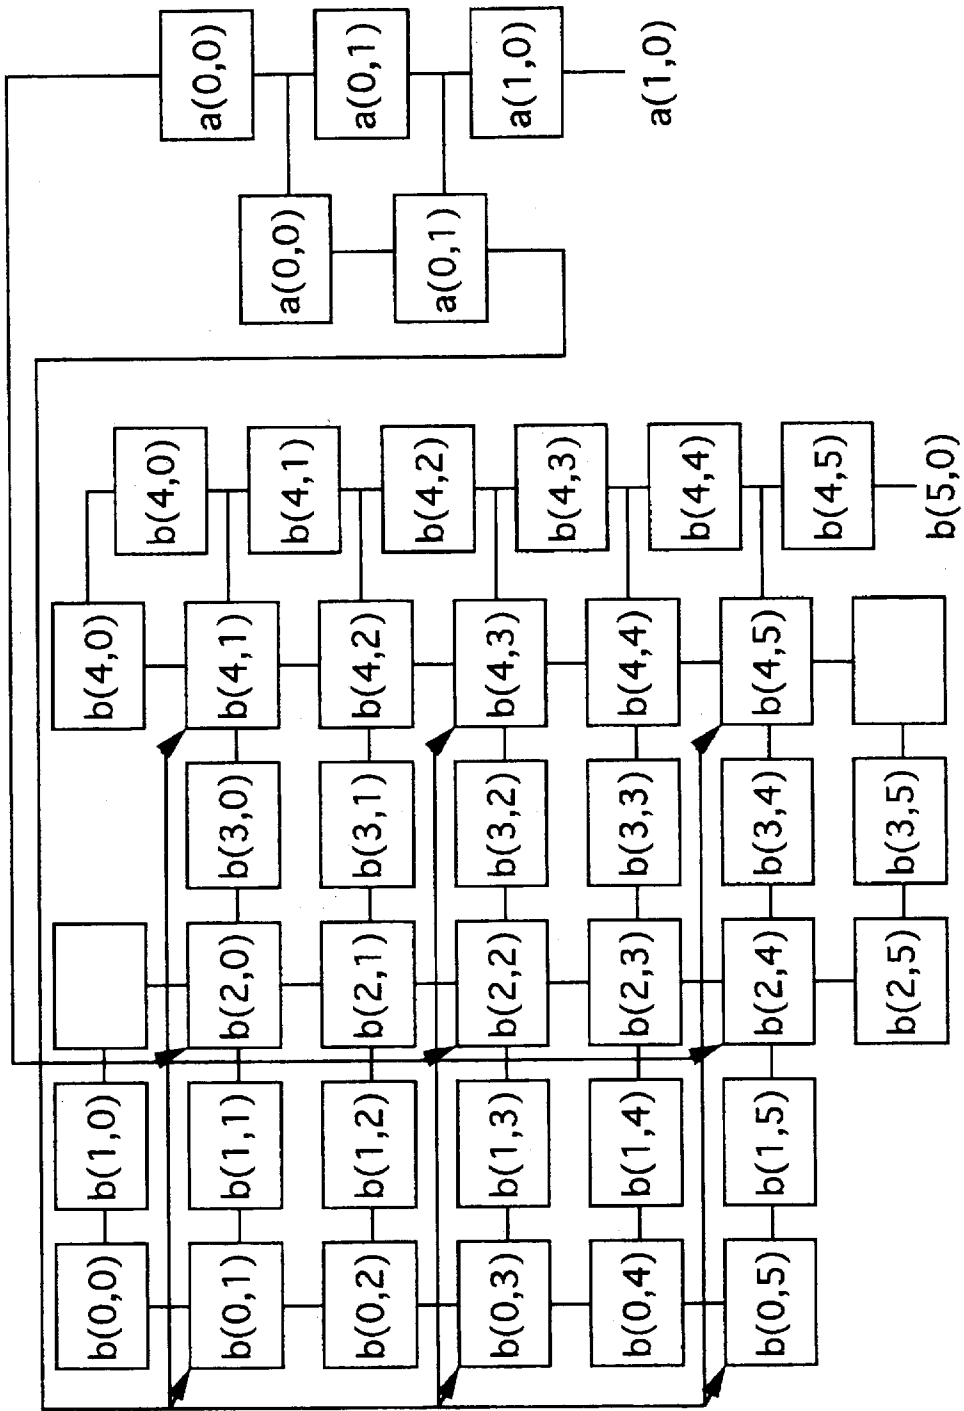 b(0,0)
b(1,0)
b(4,0)
b(4,0)
a(0,0)
b(0,1)
b(1,1)
b(2,0)
b(3,0)
b(4,1)
b(4,1)
a(0,0)
b(0,2)
b(1,2)
b(2,1)
b(3,1)
b(4,2)
a(0,1)
b(4,2)
a(0,1)
b(0,3)
b(1,3)
b(2,2)
b(3,2)
b(4,3)
a(1,0)
b(4,3)
b(0,4)
b(1,4)
b(2,3)
b(3,3)
b(4,4)
a(1,0)
b(4,4)
b(0,5)
b(1,5)
b(2,4)
b(3,4)
b(4,5)
b(4,5)
b(2,5)
b(3,5)
b(5,0)